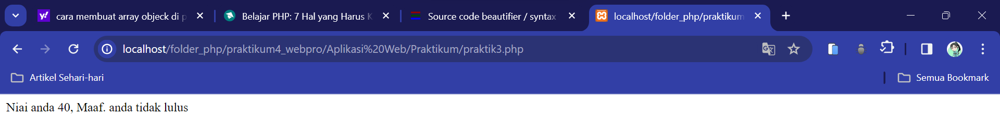 cara membuat array objeck di p
Belajar PHP: 7 Hal yang Harus K
Source code beautifier / syntax
localhost/folder_php/praktikum
localhost/folder_php/praktikum4_webpro/Aplikasi%20Web/Praktikum/praktik3.php
Artikel Sehari-hari
Semua Bookmark
Niai anda 40, Maaf. anda tidak lulus